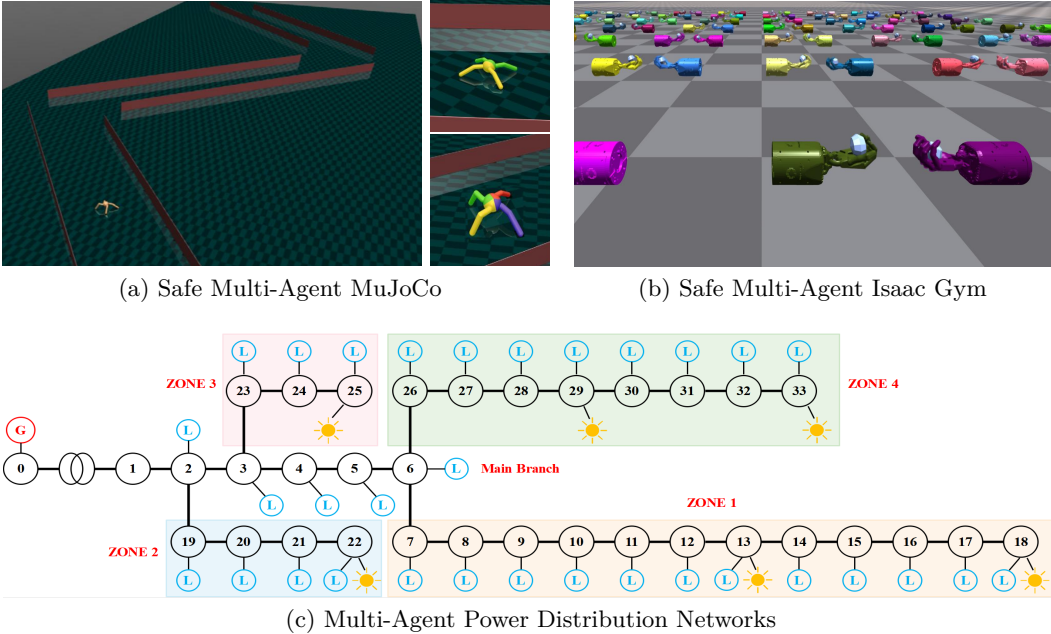 (a) Safe Multi-Agent MuJoCo
(b) Safe Multi-Agent Isaac Gym
L L L L L L L L L L L
ZONE 3 23 24 25 26 27 28 29 30 31 32 33 ZONE 4
G L
0 1 2 3 4 5 6 L Main Branch
L L L
ZONE 1
ZONE 2 19 20 21 22 7 8 9 10 11 12 13 14 15 16 17 18
L L L L L L L L L L L L L L L L
(c) Multi-Agent Power Distribution Networks